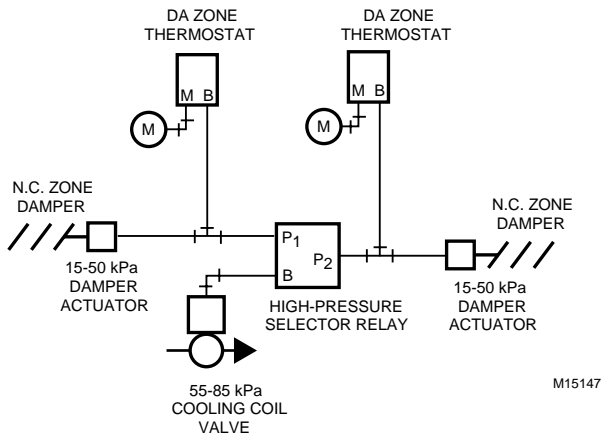 DA ZONE
THERMOSTAT
DA ZONE
THERMOSTAT
M B
M B
M
M
N.C. ZONE
DAMPER
N.C. ZONE
DAMPER
P1
P2
B
15-50 kPa
DAMPER
ACTUATOR
HIGH-PRESSURE
SELECTOR RELAY
15-50 kPa
DAMPER
ACTUATOR
55-85 kPa
COOLING COIL
VALVE
M15147